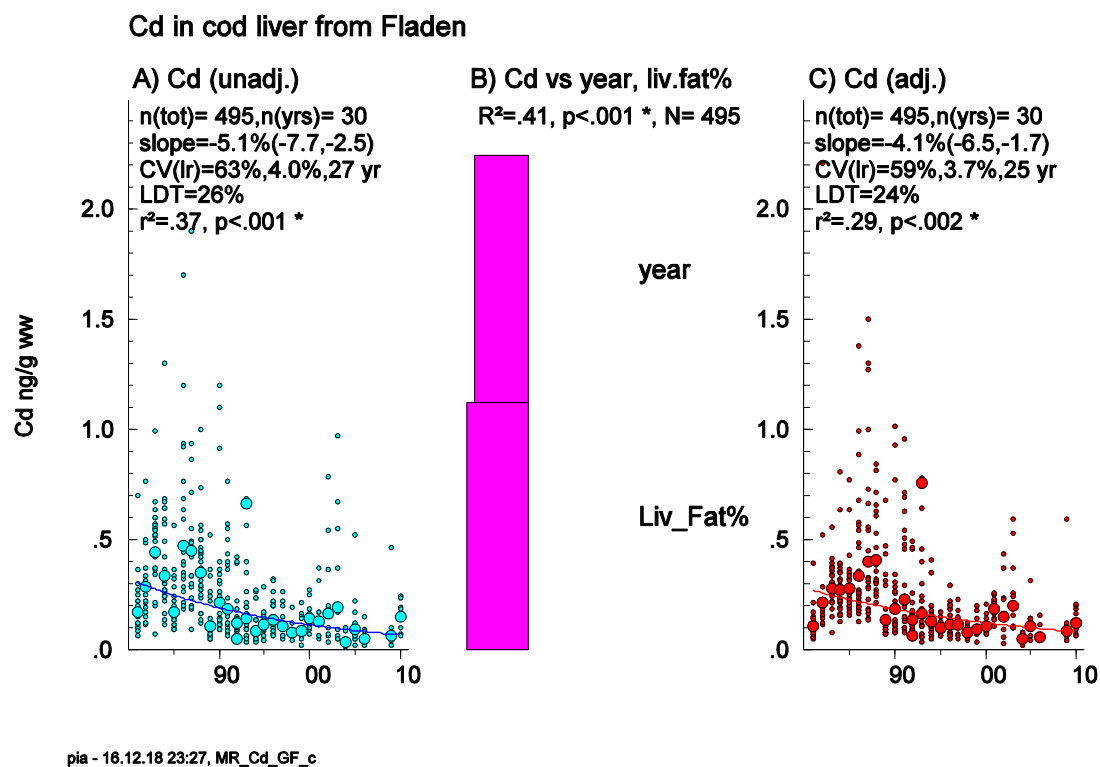 Cd in cod liver from Fladen
A) Cd (unadj.)
n(tot)= 495,n(yrs)= 30
slope=-5.1%(-7.7,-2.5)
CV(lr)=63%,4.0%,27 yr
LDT=26%
r²=.37, p<.001 *
2.0
1.5
1.0
.5
.0
Cd ng/g ww
90
00
10
B) Cd vs year, liv.fat%
R²=.41, p<.001 *, N= 495
year
Liv_Fat%
C) Cd (adj.)
n(tot)= 495,n(yrs)= 30
slope=-4.1%(-6.5,-1.7)
CV(lr)=59%,3.7%,25 yr
LDT=24%
r²=.29, p<.002 *
2.0
1.5
1.0
.5
.0
90
00
10
pia - 16.12.18 23:27, MR_Cd_GF_c